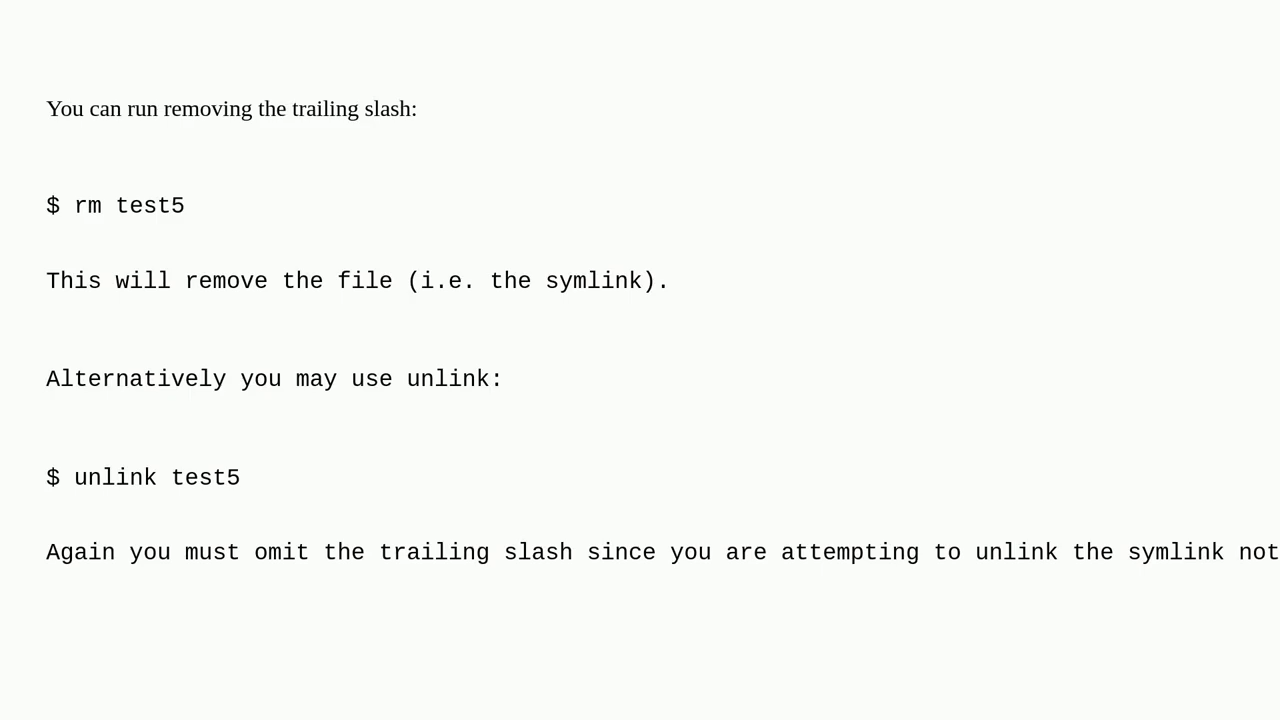 You can run removing the trailing slash:
$ rm test5
This will remove the file (i.e. the symlink).
Alternatively you may use unlink:
$ unlink test5
Again you must omit the trailing slash since you are attempting to unlink the symlink not